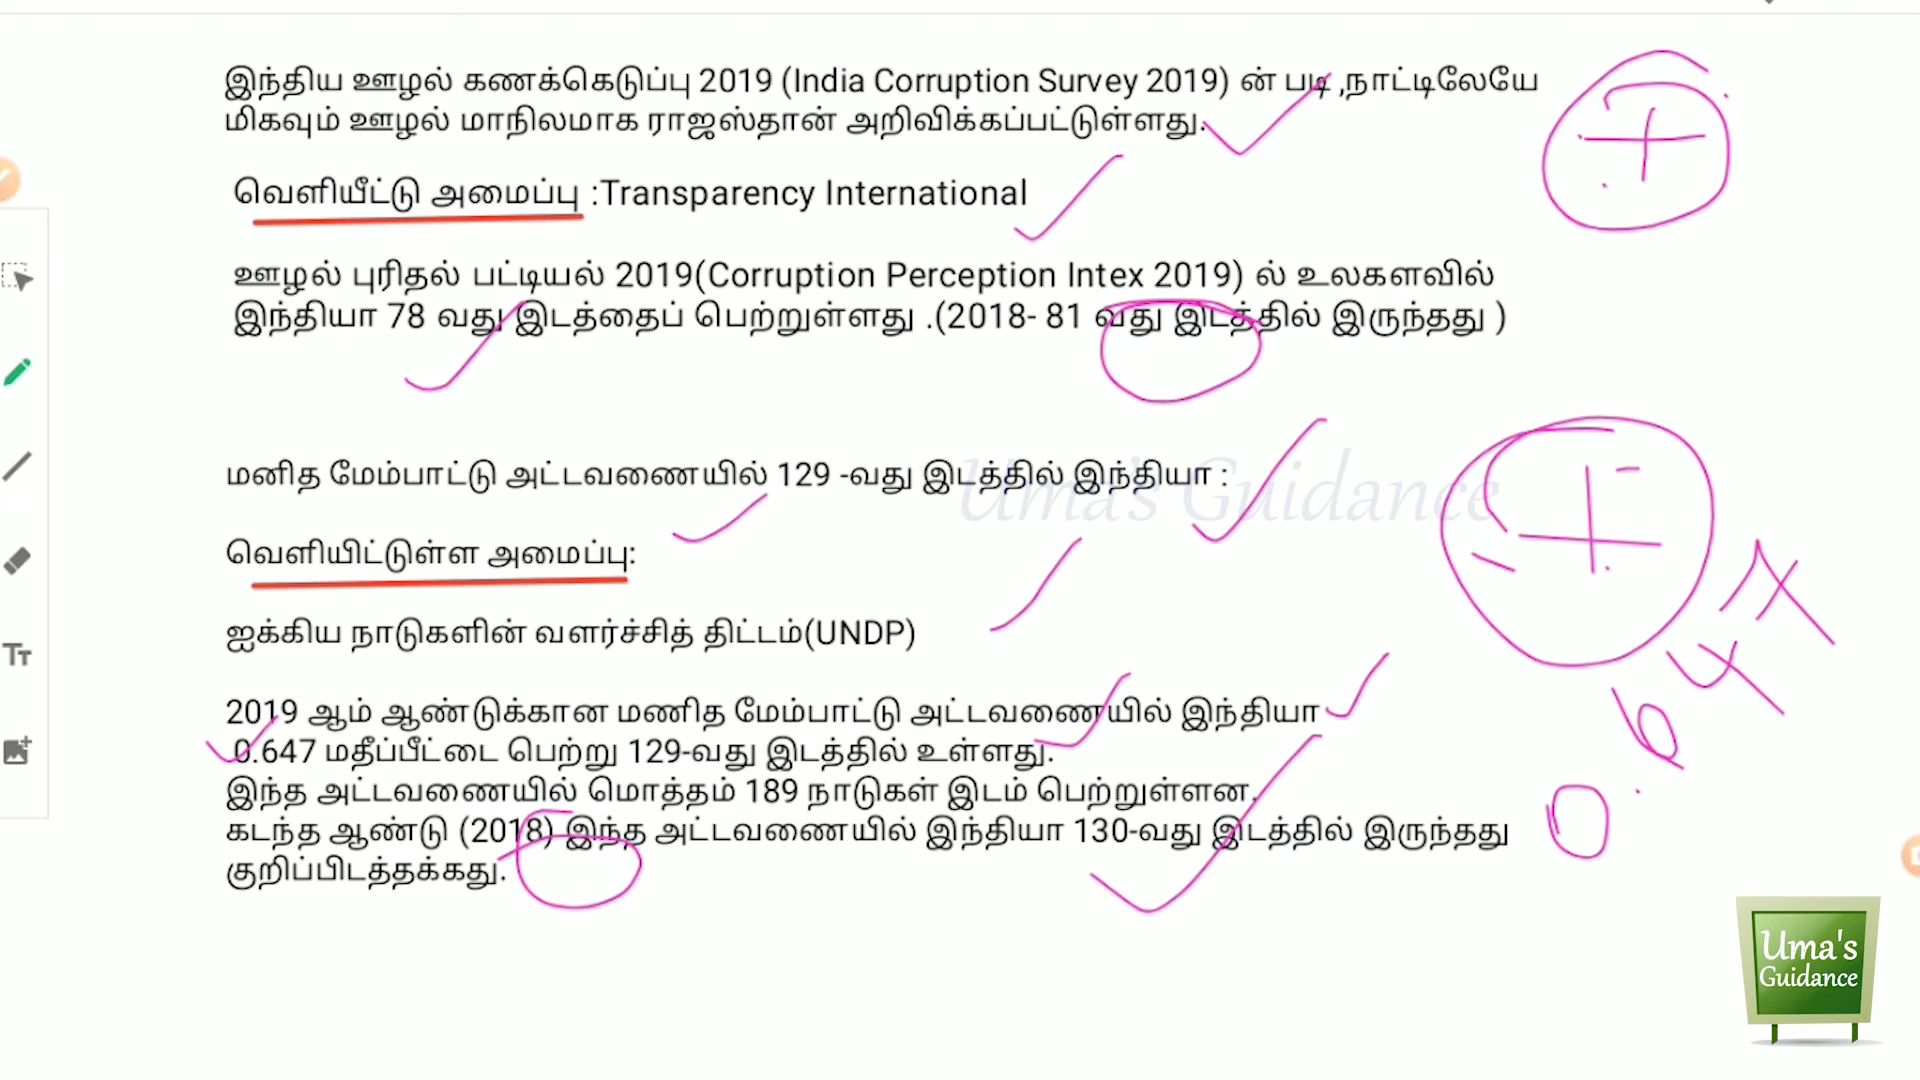 இந்திய ஊழல் கணக்கெடுப்பு 2019 (India Corruption Survey 2019) ன் படி ,நாட்டிலேயே
மிகவும் ஊழல் மாநிலமாக ராஜஸ்தான் அறிவிக்கப்பட்டுள்ளது.
வெளியீட்டு அமைப்பு :Transparency International
ஊழல் புரிதல் பட்டியல் 2019(Corruption Perception Intex 2019) ல் உலகளவில்
இந்தியா 78 வது இடத்தைப் பெற்றுள்ளது .(2018- 81 வது இடத்தில் இருந்தது )
மனித மேம்பாட்டு அட்டவணையில் 129 -வது இடத்தில் இந்தியா :
Uma's Guidance
வெளியிட்டுள்ள அமைப்பு:
ஐக்கிய நாடுகளின் வளர்ச்சித் திட்டம்(UNDP)
2019 ஆம் ஆண்டுக்கான மணித மேம்பாட்டு அட்டவணையில் இந்தியா
0.647 மதீப்பீட்டை பெற்று 129-வது இடத்தில் உள்ளது.
இந்த அட்டவணையில் மொத்தம் 189 நாடுகள் இடம் பெற்றுள்ளன.
கடந்த ஆண்டு (2018) இந்த அட்டவணையில் இந்தியா 130-வது இடத்தில் இருந்தது
குறிப்பிடத்தக்கது.
0.647
Tт
Uma's
Guidance